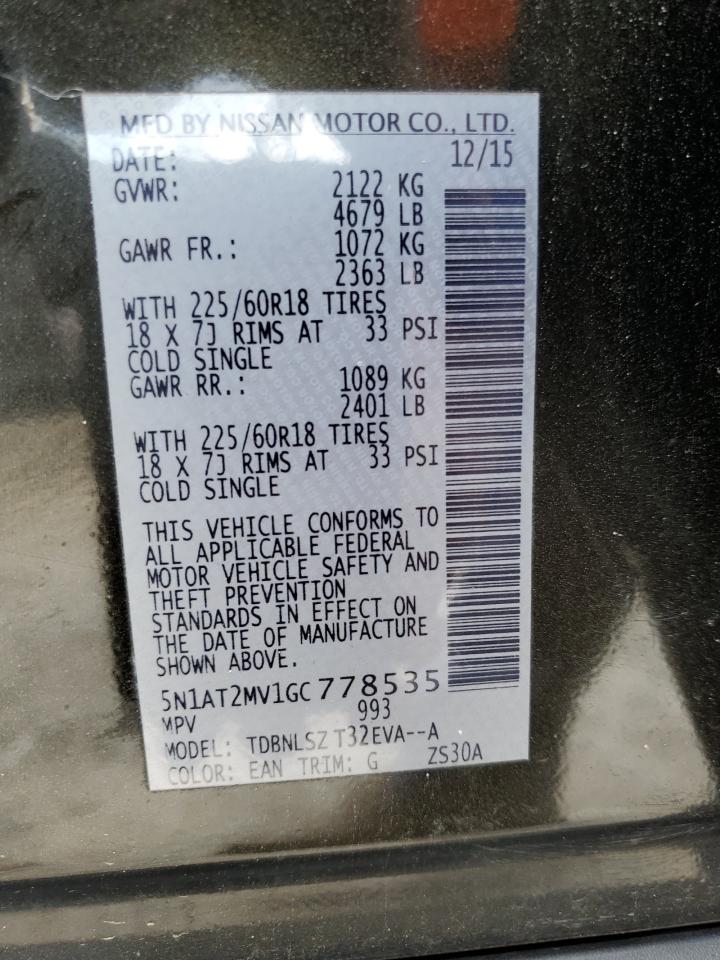 MFD BY NISSAN MOTOR CO., LTD.
DATE: 12/15
GVWR: 2122 KG
4679 LB
GAWR FR.: 1072 KG
2363 LB
WITH 225/60R18 TIRES
18 X 7J RIMS AT 33 PSI
COLD SINGLE
GAWR RR.: 1089 KG
2401 LB
WITH 225/60R18 TIRES
18 X 7J RIMS AT 33 PSI
COLD SINGLE
THIS VEHICLE CONFORMS TO
ALL APPLICABLE FEDERAL
MOTOR VEHICLE SAFETY AND
THEFT PREVENTION
STANDARDS IN EFFECT ON
THE DATE OF MANUFACTURE
SHOWN ABOVE.
5N1AT2MV1GC778535
MPV 993
MODEL: TDBNLSZ T32EVA--A
COLOR: EAN TRIM: G ZS30A